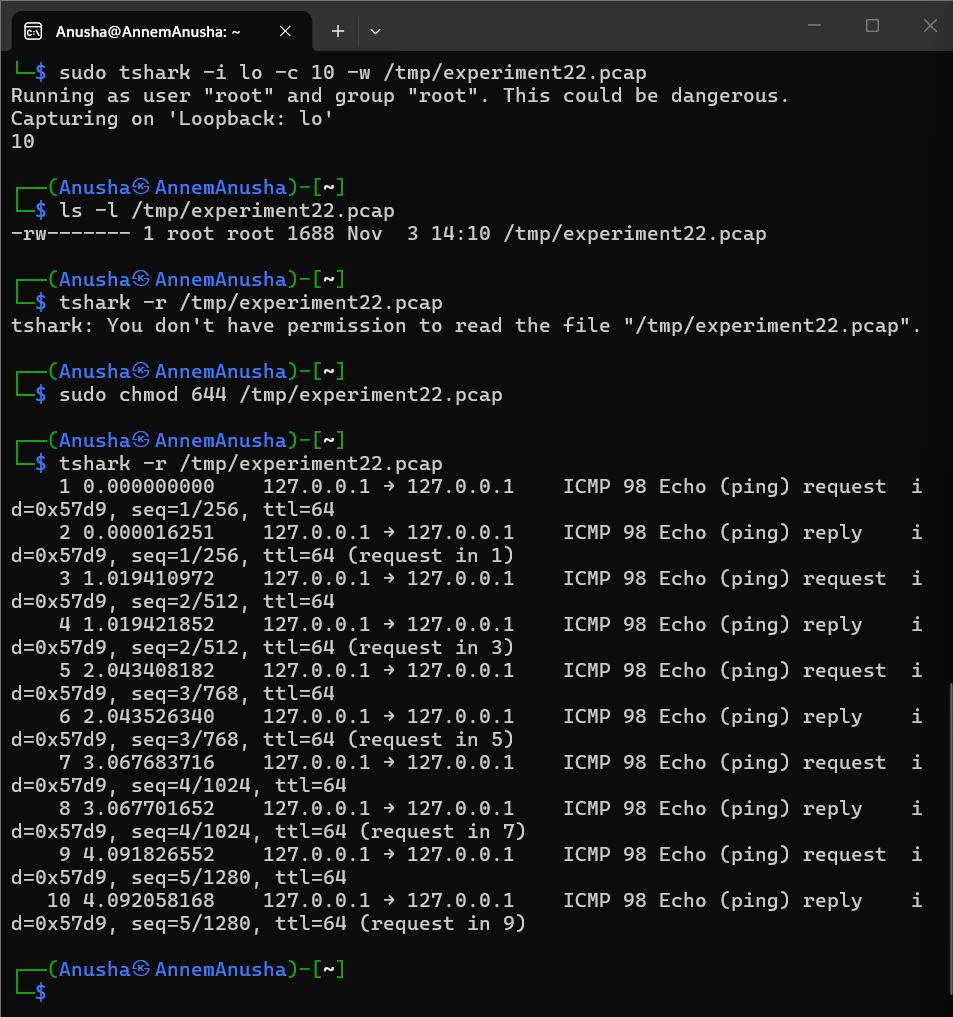 Anusha@AnnemAnusha: ~
└─$ sudo tshark -i lo -c 10 -w /tmp/experiment22.pcap
Running as user "root" and group "root". This could be dangerous.
Capturing on 'Loopback: lo'
10
┌──(Anusha㉿AnnemAnusha)-[~]
└─$ ls -l /tmp/experiment22.pcap
-rw------- 1 root root 1688 Nov  3 14:10 /tmp/experiment22.pcap
┌──(Anusha㉿AnnemAnusha)-[~]
└─$ tshark -r /tmp/experiment22.pcap
tshark: You don't have permission to read the file "/tmp/experiment22.pcap".
┌──(Anusha㉿AnnemAnusha)-[~]
└─$ sudo chmod 644 /tmp/experiment22.pcap
┌──(Anusha㉿AnnemAnusha)-[~]
└─$ tshark -r /tmp/experiment22.pcap
    1 0.000000000    127.0.0.1 → 127.0.0.1    ICMP 98 Echo (ping) request  i
d=0x57d9, seq=1/256, ttl=64
    2 0.000016251    127.0.0.1 → 127.0.0.1    ICMP 98 Echo (ping) reply    i
d=0x57d9, seq=1/256, ttl=64 (request in 1)
    3 1.019410972    127.0.0.1 → 127.0.0.1    ICMP 98 Echo (ping) request  i
d=0x57d9, seq=2/512, ttl=64
    4 1.019421852    127.0.0.1 → 127.0.0.1    ICMP 98 Echo (ping) reply    i
d=0x57d9, seq=2/512, ttl=64 (request in 3)
    5 2.043408182    127.0.0.1 → 127.0.0.1    ICMP 98 Echo (ping) request  i
d=0x57d9, seq=3/768, ttl=64
    6 2.043526340    127.0.0.1 → 127.0.0.1    ICMP 98 Echo (ping) reply    i
d=0x57d9, seq=3/768, ttl=64 (request in 5)
    7 3.067683716    127.0.0.1 → 127.0.0.1    ICMP 98 Echo (ping) request  i
d=0x57d9, seq=4/1024, ttl=64
    8 3.067701652    127.0.0.1 → 127.0.0.1    ICMP 98 Echo (ping) reply    i
d=0x57d9, seq=4/1024, ttl=64 (request in 7)
    9 4.091826552    127.0.0.1 → 127.0.0.1    ICMP 98 Echo (ping) request  i
d=0x57d9, seq=5/1280, ttl=64
   10 4.092058168    127.0.0.1 → 127.0.0.1    ICMP 98 Echo (ping) reply    i
d=0x57d9, seq=5/1280, ttl=64 (request in 9)
┌──(Anusha㉿AnnemAnusha)-[~]
└─$